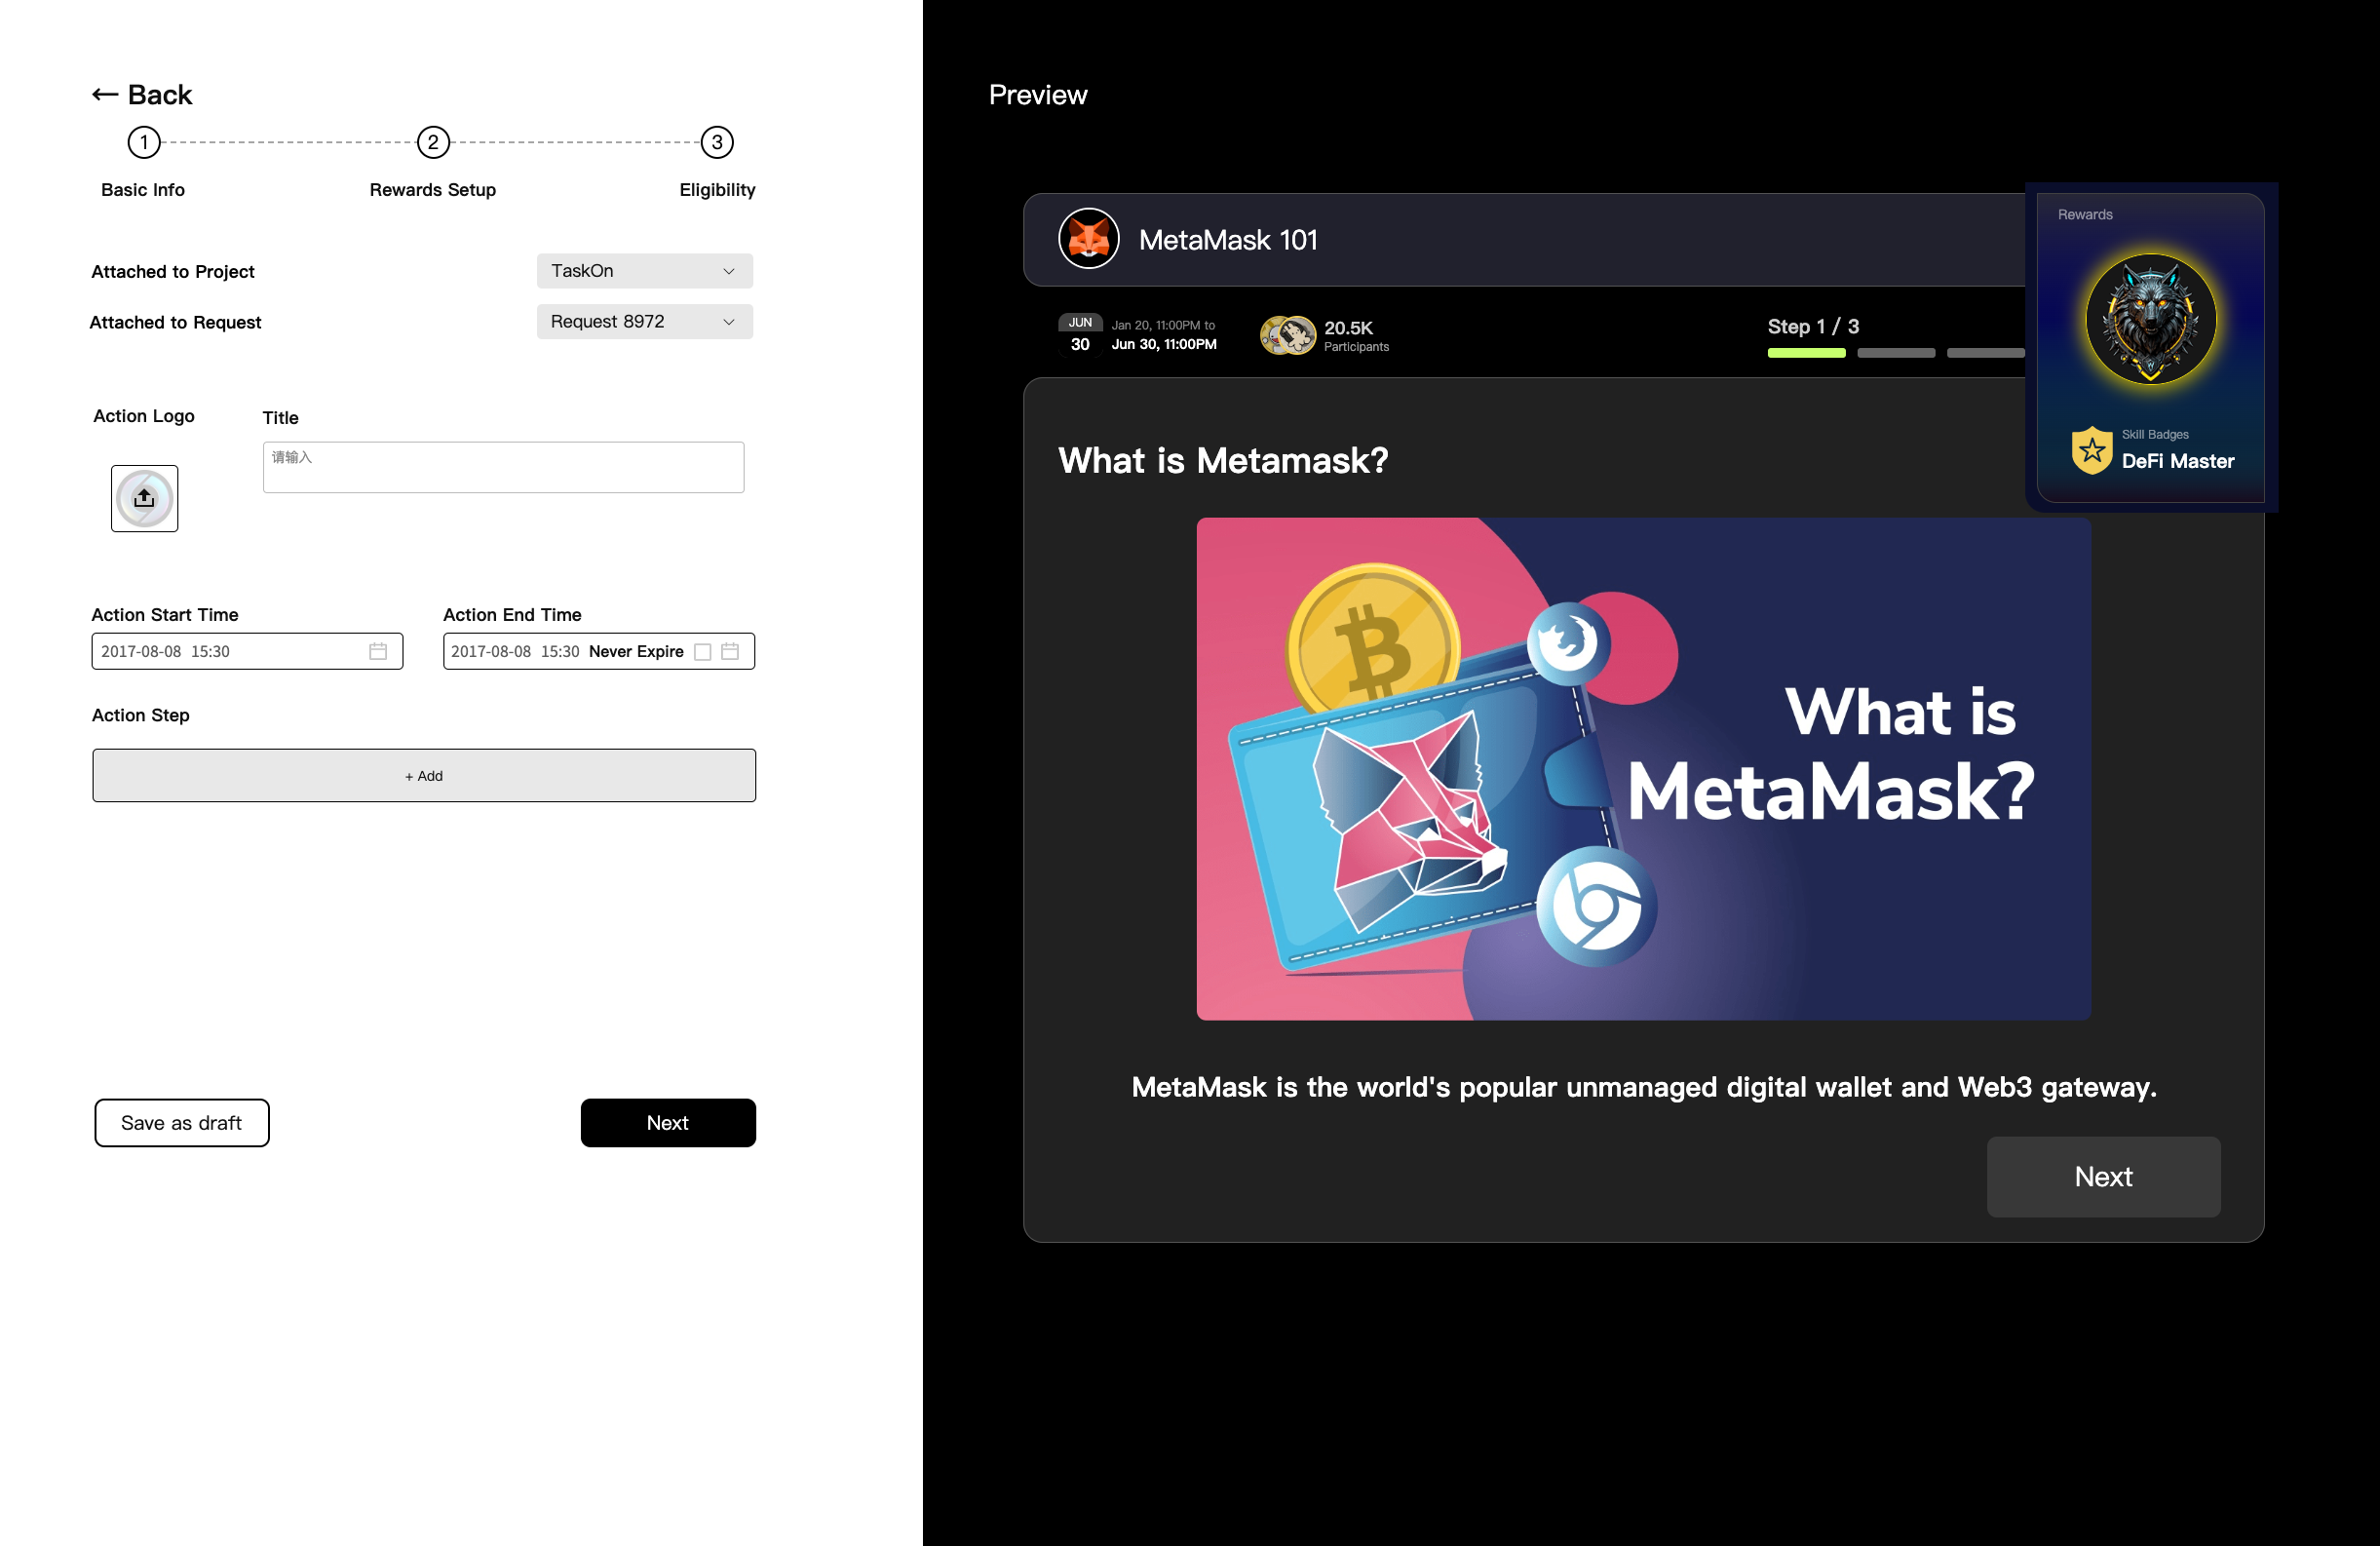 ← Back
1
2
3
Basic Info
Rewards Setup
Eligibility
Attached to Project
TaskOn
Attached to Request
Request 8972
Action Logo
Title
请输入
Action Start Time
Action End Time
2017-08-08 15:30
2017-08-08 15:30 Never Expire
Action Step
+ Add
Save as draft
Next
Preview
MetaMask 101
JUN
30
Jan 20, 11:00PM to
Jun 30, 11:00PM
20.5K
Participants
Step 1 / 3
Rewards
Skill Badges
DeFi Master
What is Metamask?
What is
MetaMask?
MetaMask is the world's popular unmanaged digital wallet and Web3 gateway.
Next